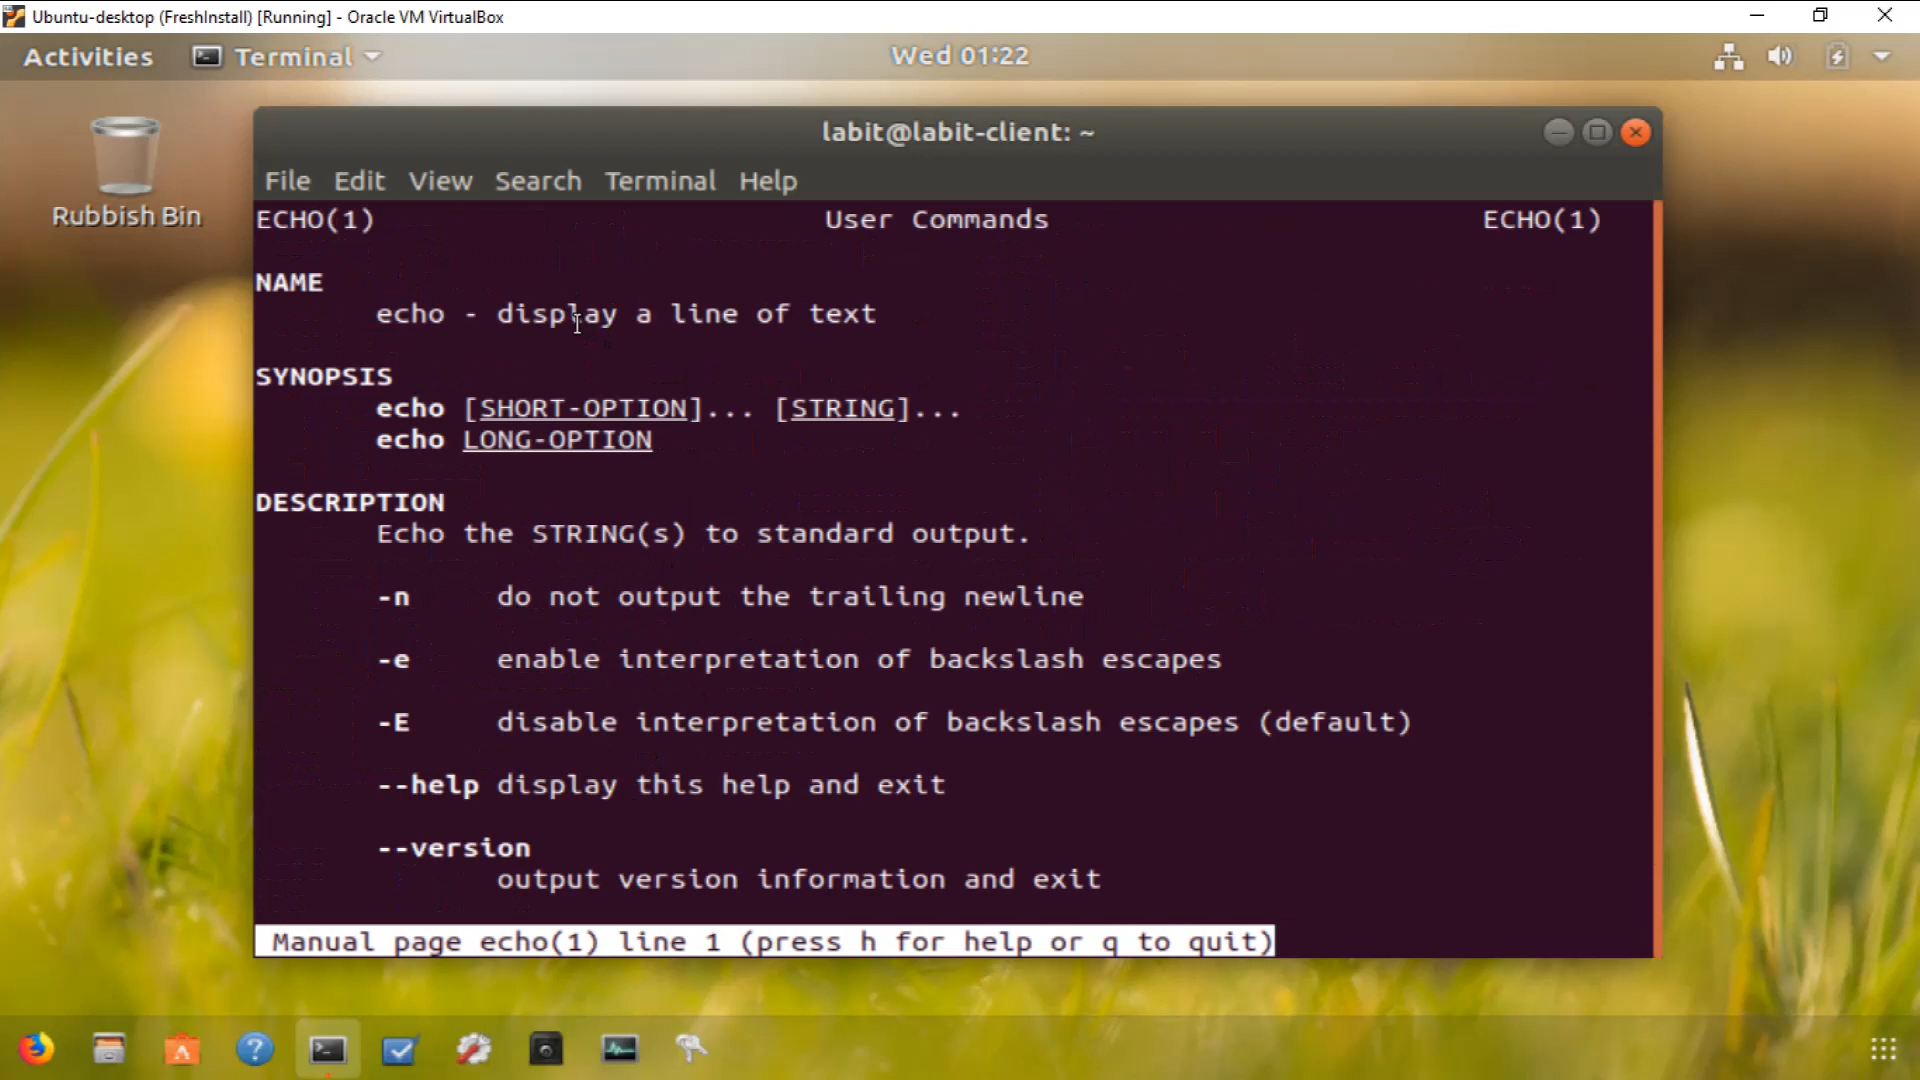 Ubuntu-desktop (FreshInstall) [Running] - Oracle VM VirtualBox
Activities Terminal Wed 01:22
Rubbish Bin
labit@labit-client: ~
File Edit View Search Terminal Help
ECHO(1) User Commands ECHO(1)
NAME
echo - display a line of text
SYNOPSIS
echo [SHORT-OPTION]... [STRING]...
echo LONG-OPTION
DESCRIPTION
Echo the STRING(s) to standard output.
-n do not output the trailing newline
-e enable interpretation of backslash escapes
-E disable interpretation of backslash escapes (default)
--help display this help and exit
--version
output version information and exit
Manual page echo(1) line 1 (press h for help or q to quit)